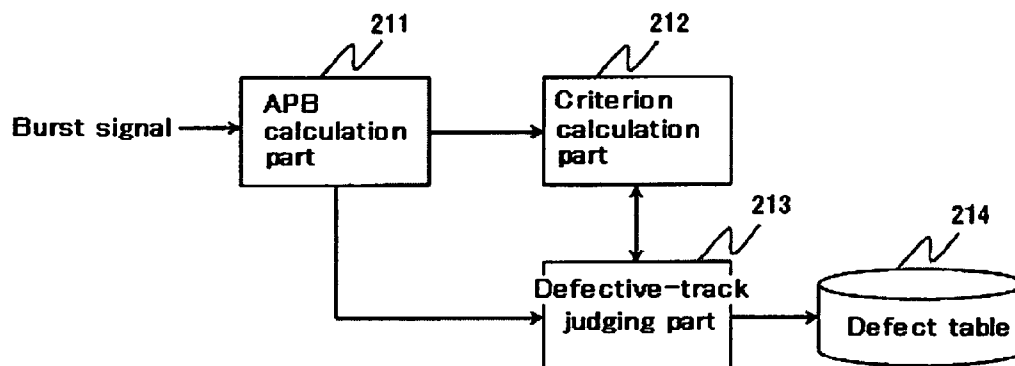 211
212
Burst signal
APB
calculation
part
Criterion
calculation
part
213
214
Defective-track
judging part
Defect table